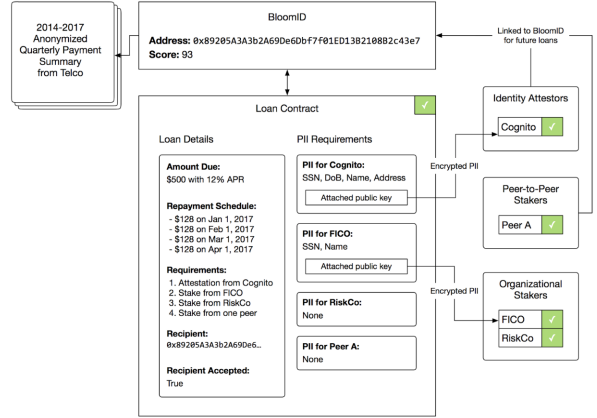 2014-2017
Anonymized
Quarterly Payment
Summary
from Telco
BloomID
Address: 0x89205A3A3b2A69De6Dbf7f01ED13B2108B2c43e7
Score: 93
Linked to BloomID
for future loans
Loan Contract
✓
Loan Details
Amount Due:
$500 with 12% APR
Repayment Schedule:
- $128 on Jan 1, 2017
- $128 on Feb 1, 2017
- $128 on Mar 1, 2017
- $128 on Apr 1, 2017
Requirements:
1. Attestation from Cognito
2. Stake from FICO
3. Stake from RiskCo
4. Stake from one peer
Recipient:
0x89205A3A3b2A69De6…
Recipient Accepted:
True
PII Requirements
PII for Cognito:
SSN, DoB, Name, Address
Attached public key
PII for FICO:
SSN, Name
Attached public key
PII for RiskCo:
None
PII for Peer A:
None
Encrypted PII
Encrypted PII
Identity Attestors
Cognito ✓
Peer-to-Peer
Stakers
Peer A ✓
Organizational
Stakers
FICO ✓
RiskCo ✓